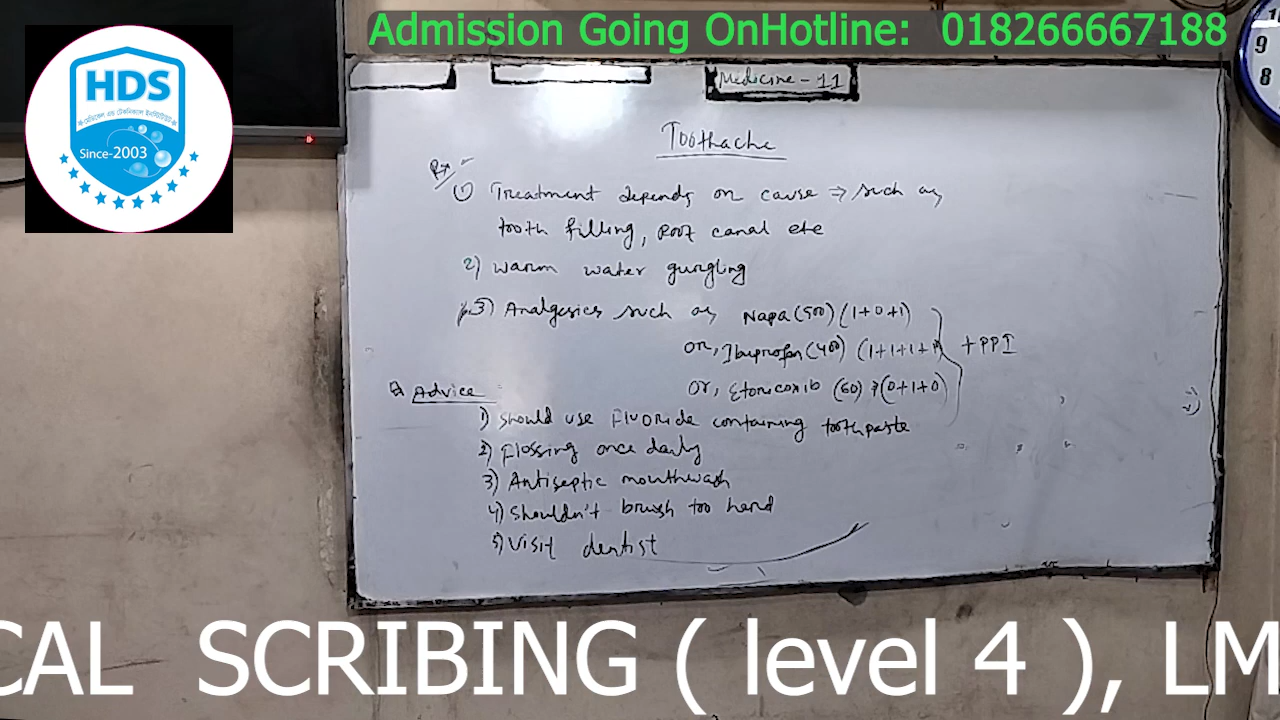 Admission Going OnHotline: 018266667188
HDS
Since-2003
9
8
Medicine - 11
Toothache
Rx
1) Treatment depends on cause ⇒ such as
tooth filling, Root canal etc
2) Warm water gurgling
3) Analgesics such as Napa (500) (1+0+1)
or, Ibuprofen (400) (1+1+1+1) + PPI
or, Etoricoxib (60) (0+1+0)
Advice
1) Should use Fluoride containing toothpaste
2) Flossing once daily
3) Antiseptic mouthwash
4) Shouldn't brush too hard
5) Visit dentist
CAL SCRIBING ( level 4 ), LM